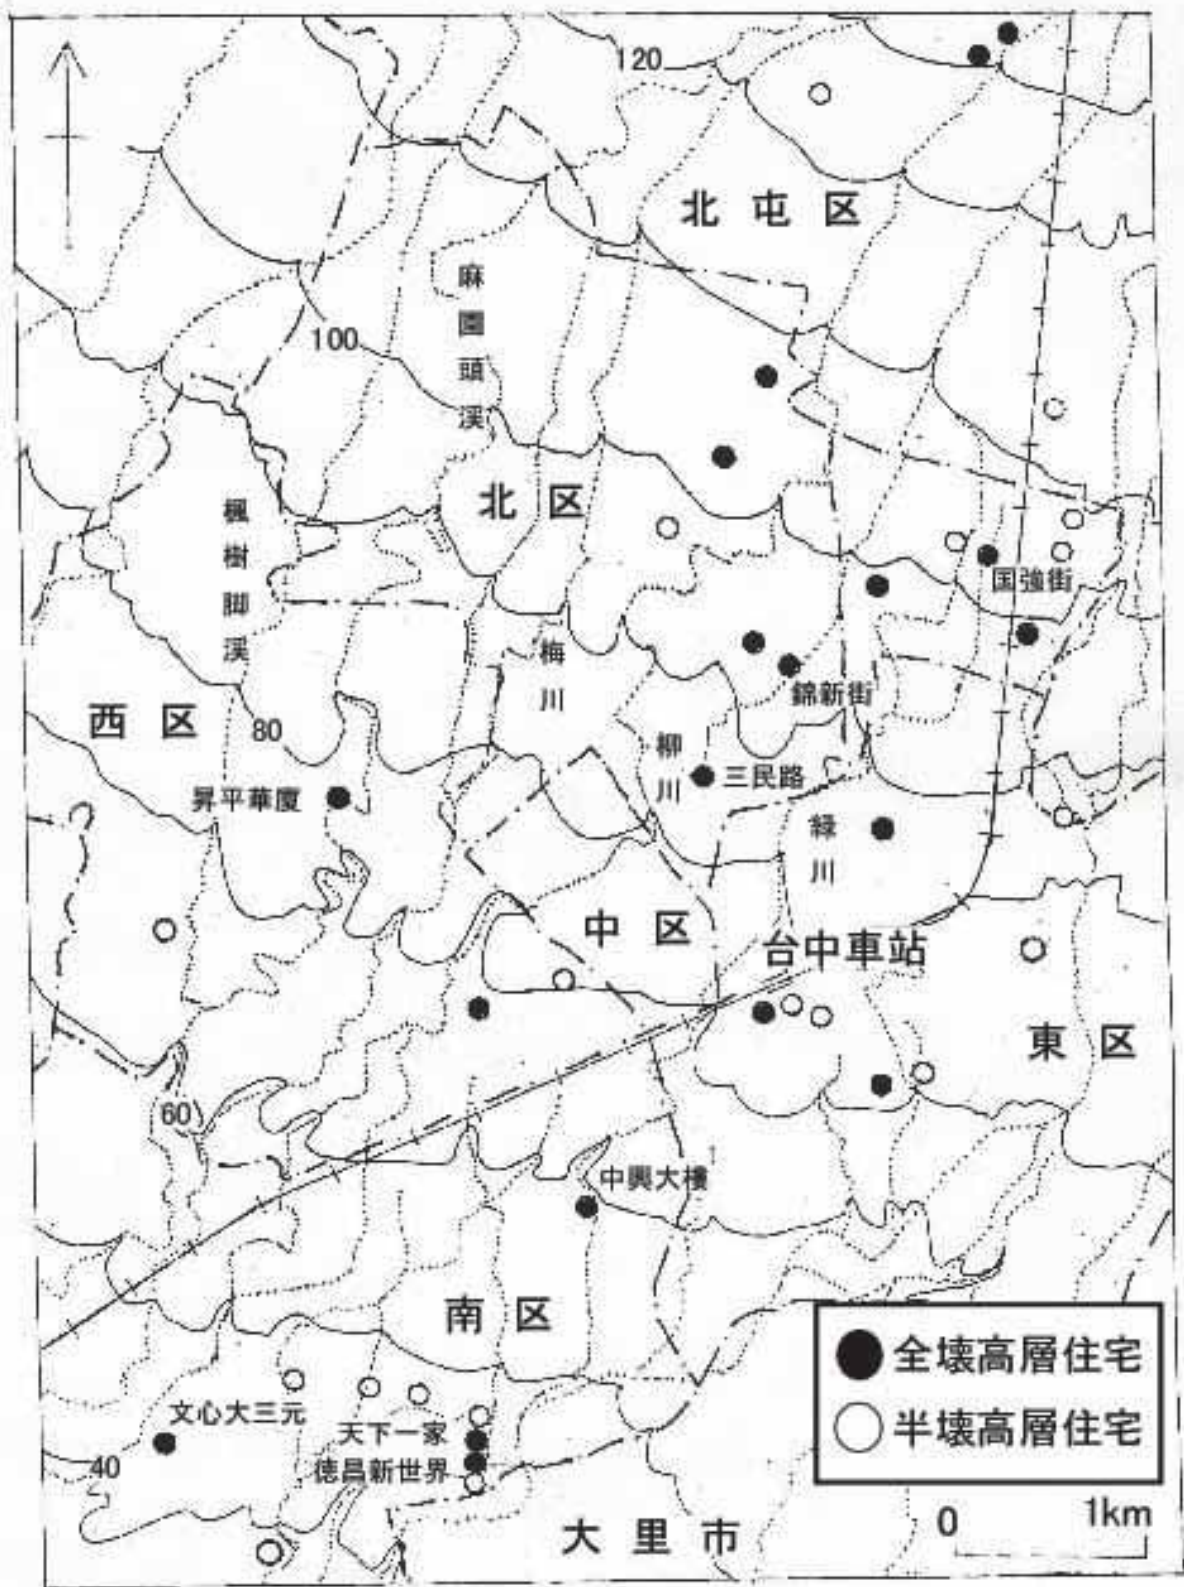 120
北屯区
麻園頭溪
100
北区
楓樹脚溪
国強街
梅川
錦新街
西区
80
柳川
三民路
昇平華廈
緑川
中区
台中車站
東区
60
中興大樓
南区
文心大三元
天下一家
徳昌新世界
40
大里市
全壊高層住宅
半壊高層住宅
0 1km